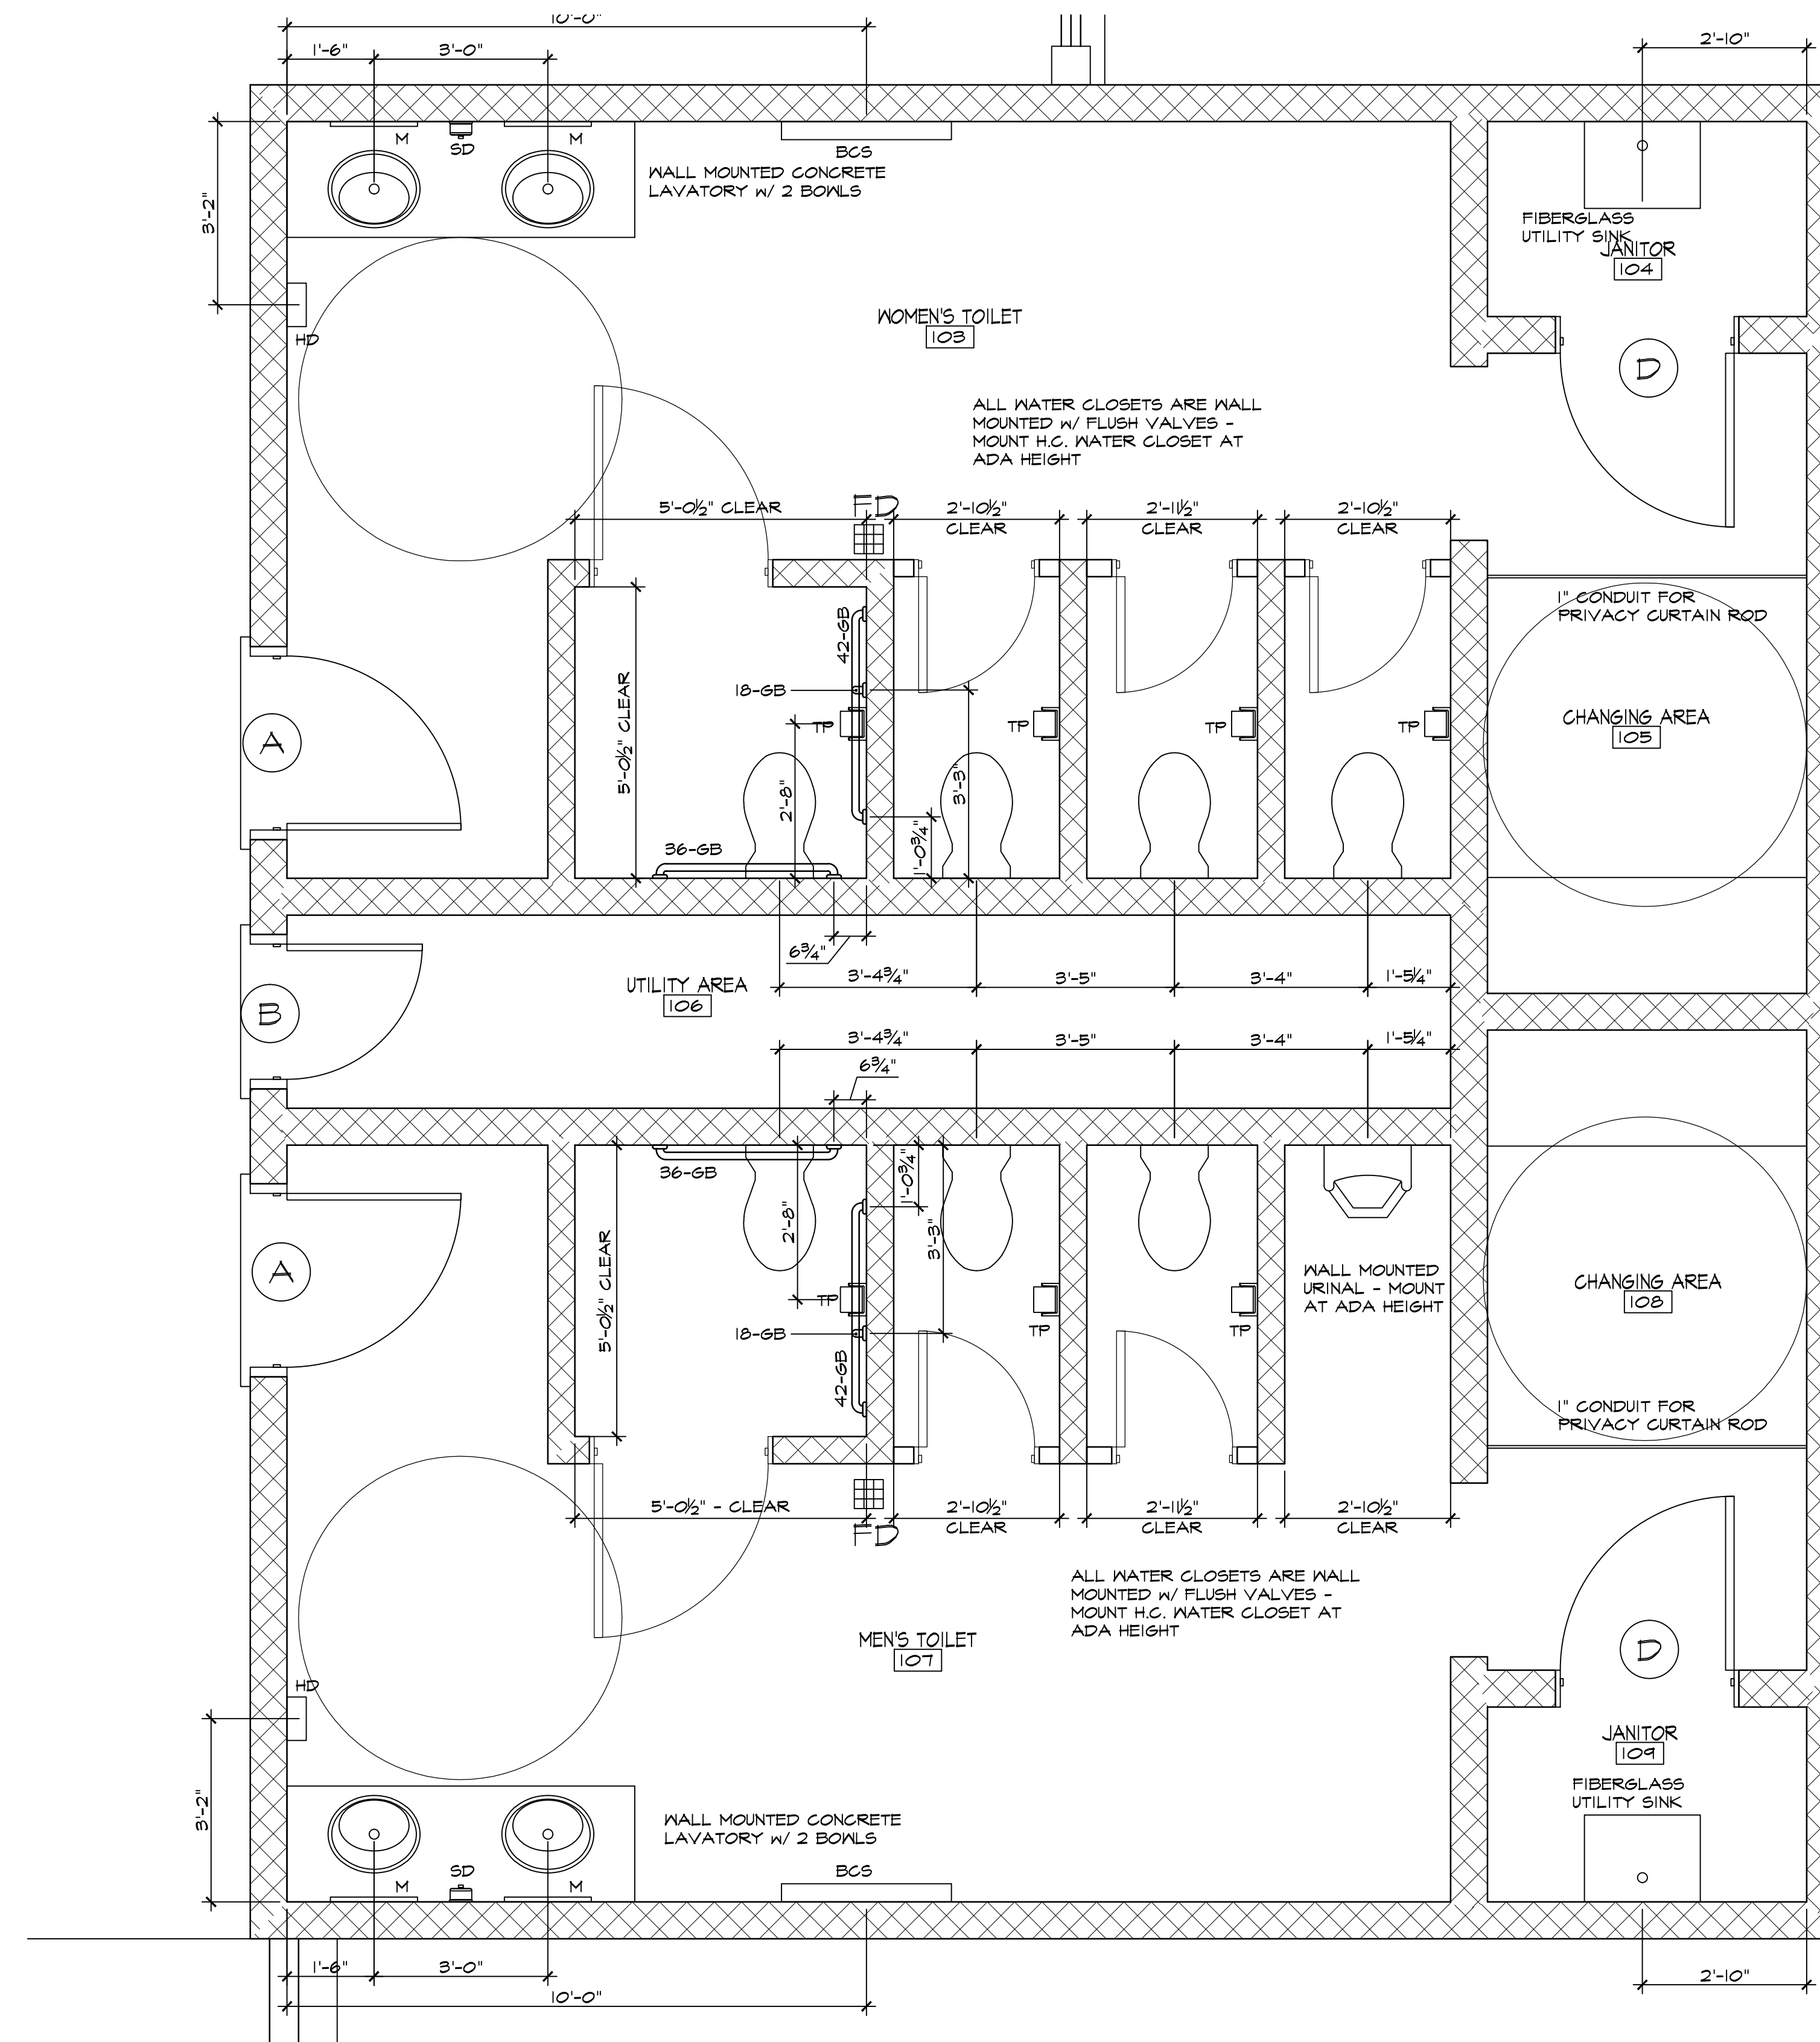 10'-0"
1'-6"
3'-0"
2'-10"
M
SD
M
BCS
WALL MOUNTED CONCRETE
LAVATORY w/ 2 BOWLS
3'-2"
HD
FIBERGLASS
UTILITY SINK
JANITOR
104
D
WOMEN'S TOILET
103
ALL WATER CLOSETS ARE WALL
MOUNTED w/ FLUSH VALVES -
MOUNT H.C. WATER CLOSET AT
ADA HEIGHT
5'-0½" CLEAR
FD
2'-10½"
CLEAR
2'-11½"
CLEAR
2'-10½"
CLEAR
1" CONDUIT FOR
PRIVACY CURTAIN ROD
42-GB
18-GB
TP
TP
TP
TP
5'-0½" CLEAR
2'-8"
3'-3"
1'-0¾"
36-GB
A
CHANGING AREA
105
6¾"
UTILITY AREA
106
B
3'-4¾"
3'-5"
3'-4"
1'-5¼"
3'-4¾"
3'-5"
3'-4"
1'-5¼"
6¾"
36-GB
1'-0¾"
2'-8"
3'-3"
A
5'-0½" CLEAR
TP
TP
TP
18-GB
42-GB
WALL MOUNTED
URINAL - MOUNT
AT ADA HEIGHT
CHANGING AREA
108
1" CONDUIT FOR
PRIVACY CURTAIN ROD
5'-0½" - CLEAR
FD
2'-10½"
CLEAR
2'-11½"
CLEAR
2'-10½"
CLEAR
ALL WATER CLOSETS ARE WALL
MOUNTED w/ FLUSH VALVES -
MOUNT H.C. WATER CLOSET AT
ADA HEIGHT
MEN'S TOILET
107
D
HD
JANITOR
109
FIBERGLASS
UTILITY SINK
3'-2"
WALL MOUNTED CONCRETE
LAVATORY w/ 2 BOWLS
SD
M
M
BCS
1'-6"
3'-0"
10'-0"
2'-10"